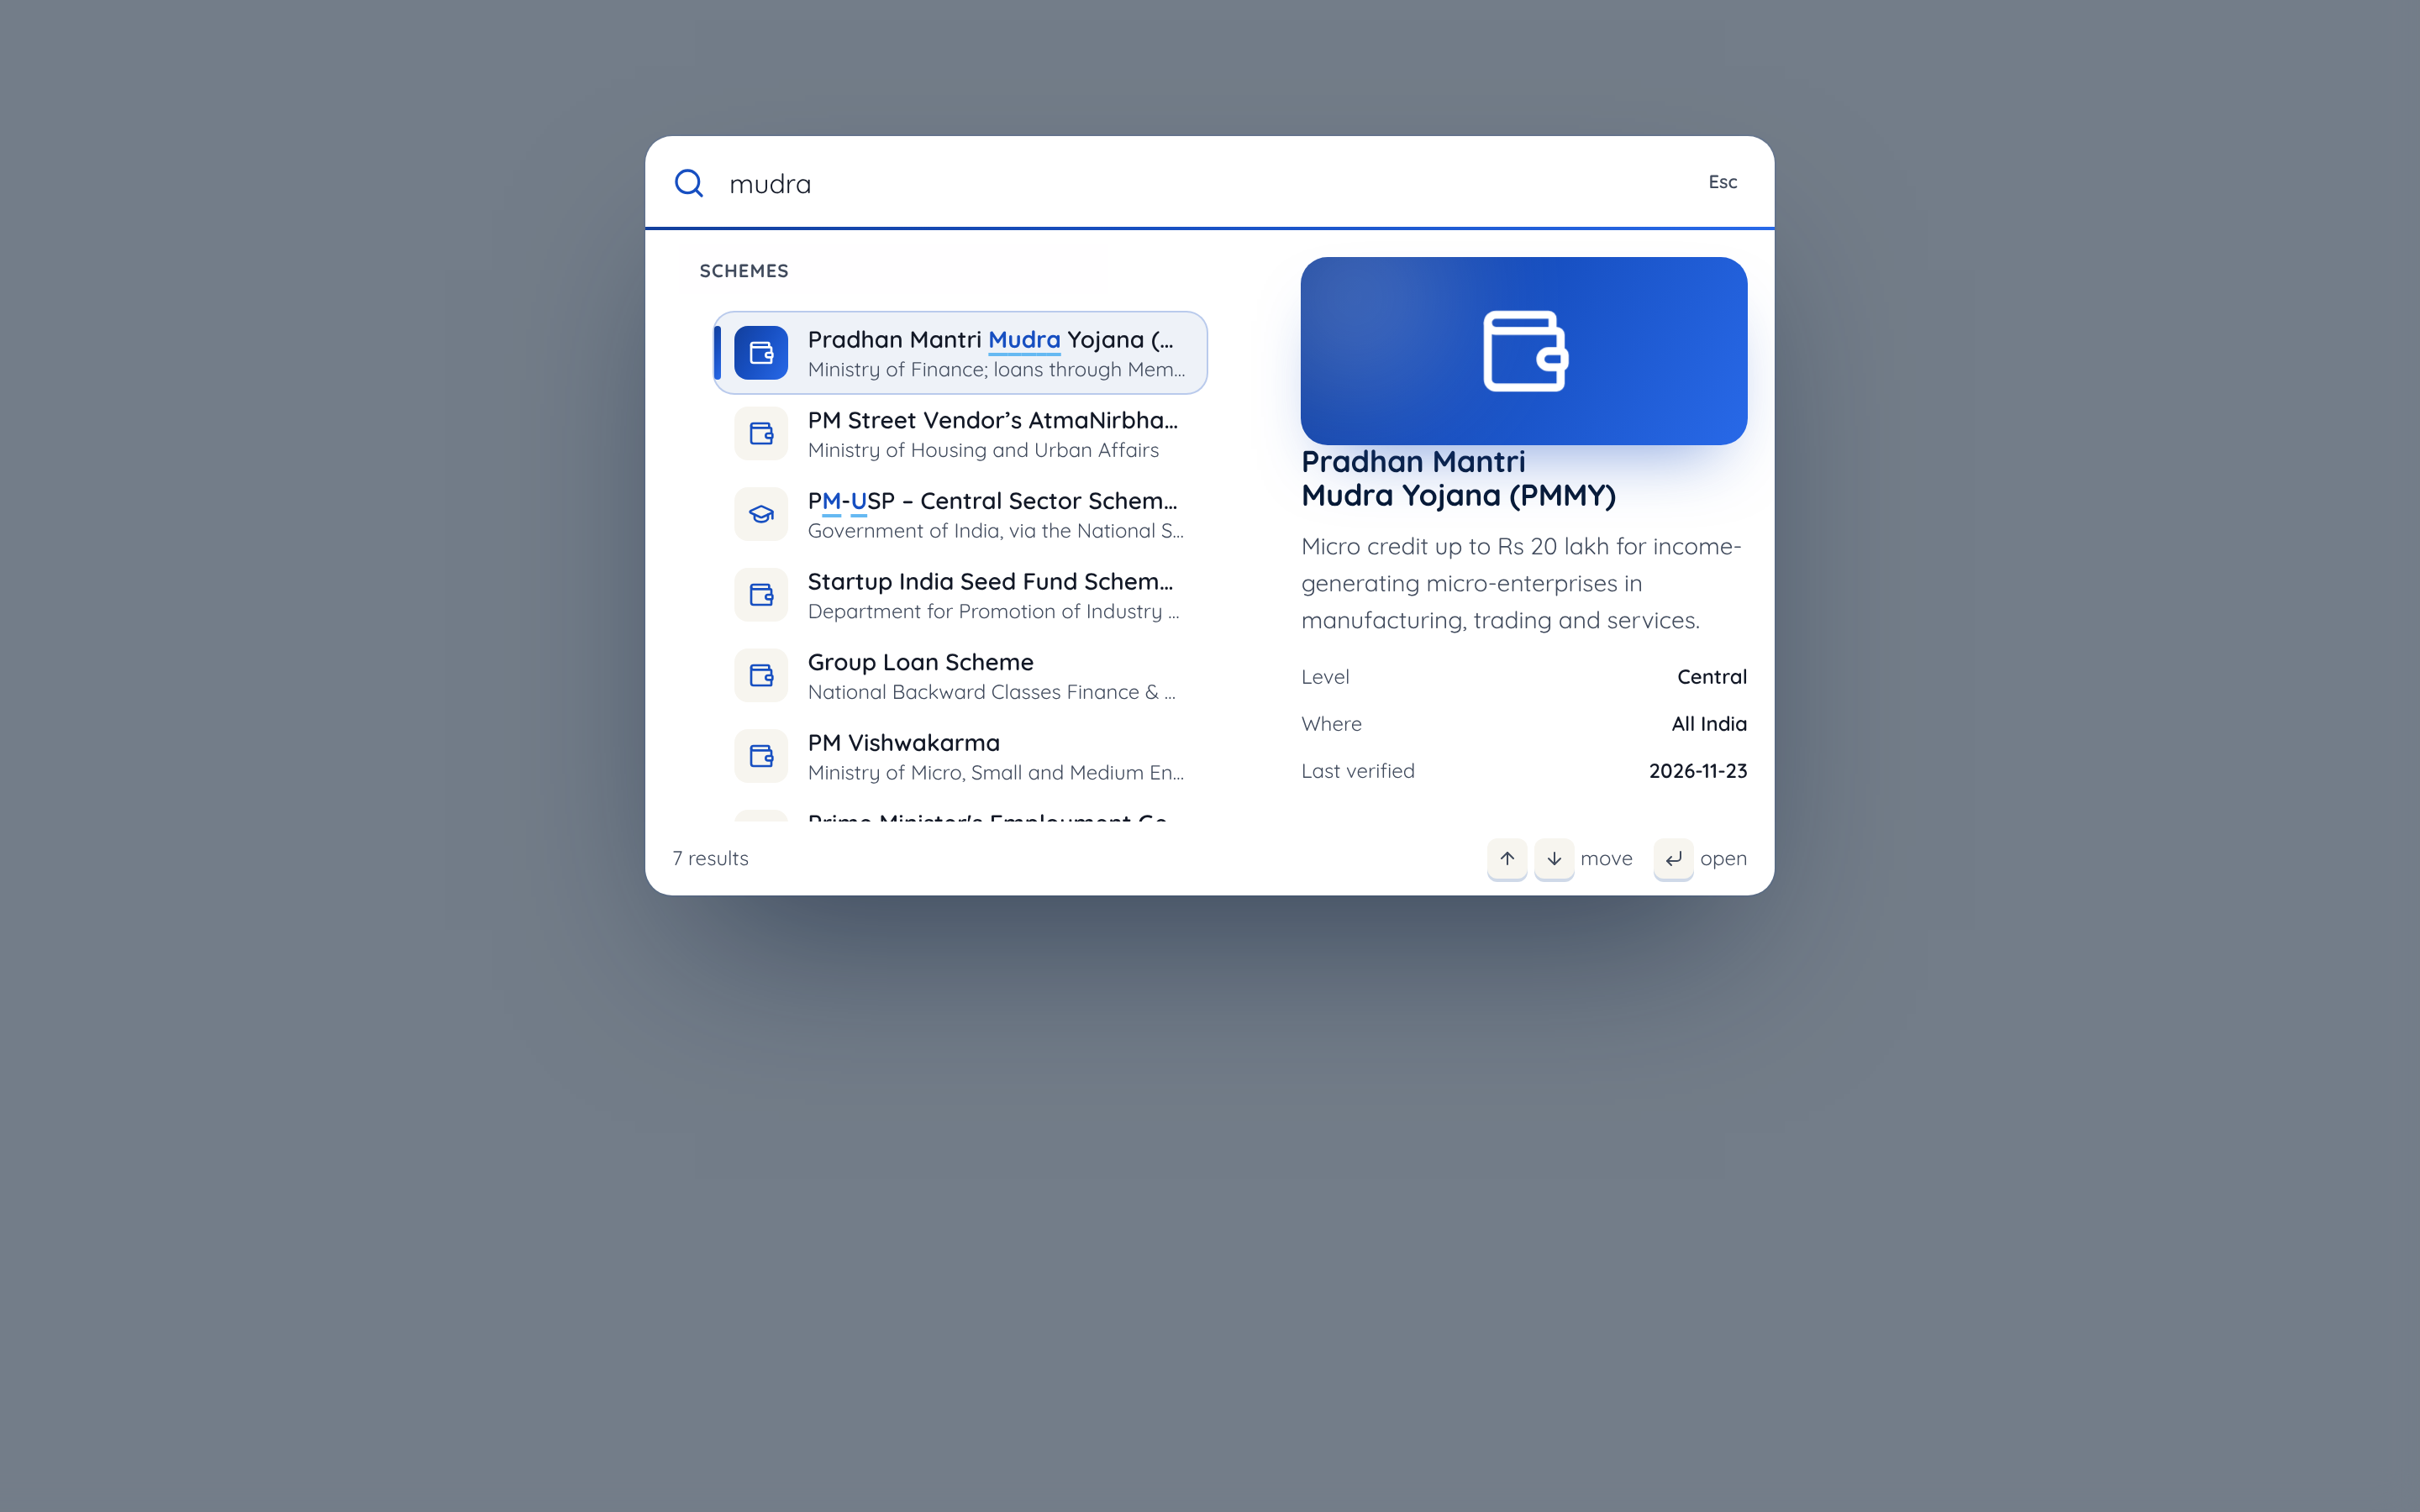 mudra
Esc
SCHEMES
Pradhan Mantri Mudra Yojana (...
Ministry of Finance; loans through Mem...
PM Street Vendor’s AtmaNirbha...
Ministry of Housing and Urban Affairs
PM-USP – Central Sector Schem...
Government of India, via the National S...
Startup India Seed Fund Schem...
Department for Promotion of Industry ...
Group Loan Scheme
National Backward Classes Finance & ...
PM Vishwakarma
Ministry of Micro, Small and Medium En...
Prime Minister's Employment Ge...
Pradhan Mantri
Mudra Yojana (PMMY)
Micro credit up to Rs 20 lakh for income-
generating micro-enterprises in
manufacturing, trading and services.
Level Central
Where All India
Last verified 2026-11-23
7 results
move open